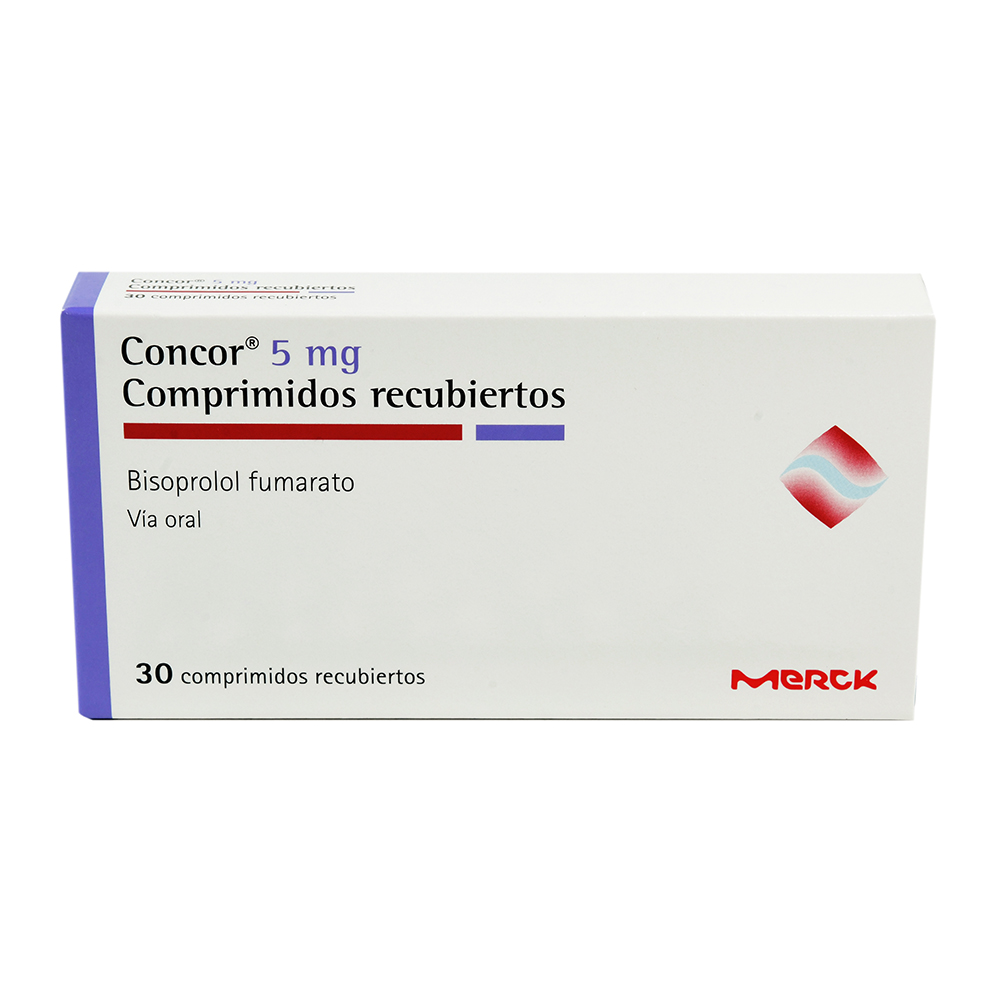 Concor® 5 mg
Comprimidos recubiertos
30 comprimidos recubiertos
Concor® 5 mg
Comprimidos recubiertos
Bisoprolol fumarato
Vía oral
30 comprimidos recubiertos
MERCK